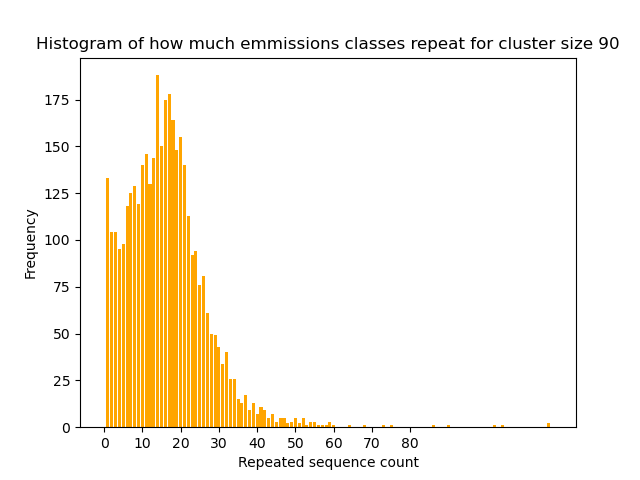 Histogram of how much emmissions classes repeat for cluster size 90
175
150
125
100
75
50
25
0
Frequency
0 10 20 30 40 50 60 70 80
Repeated sequence count